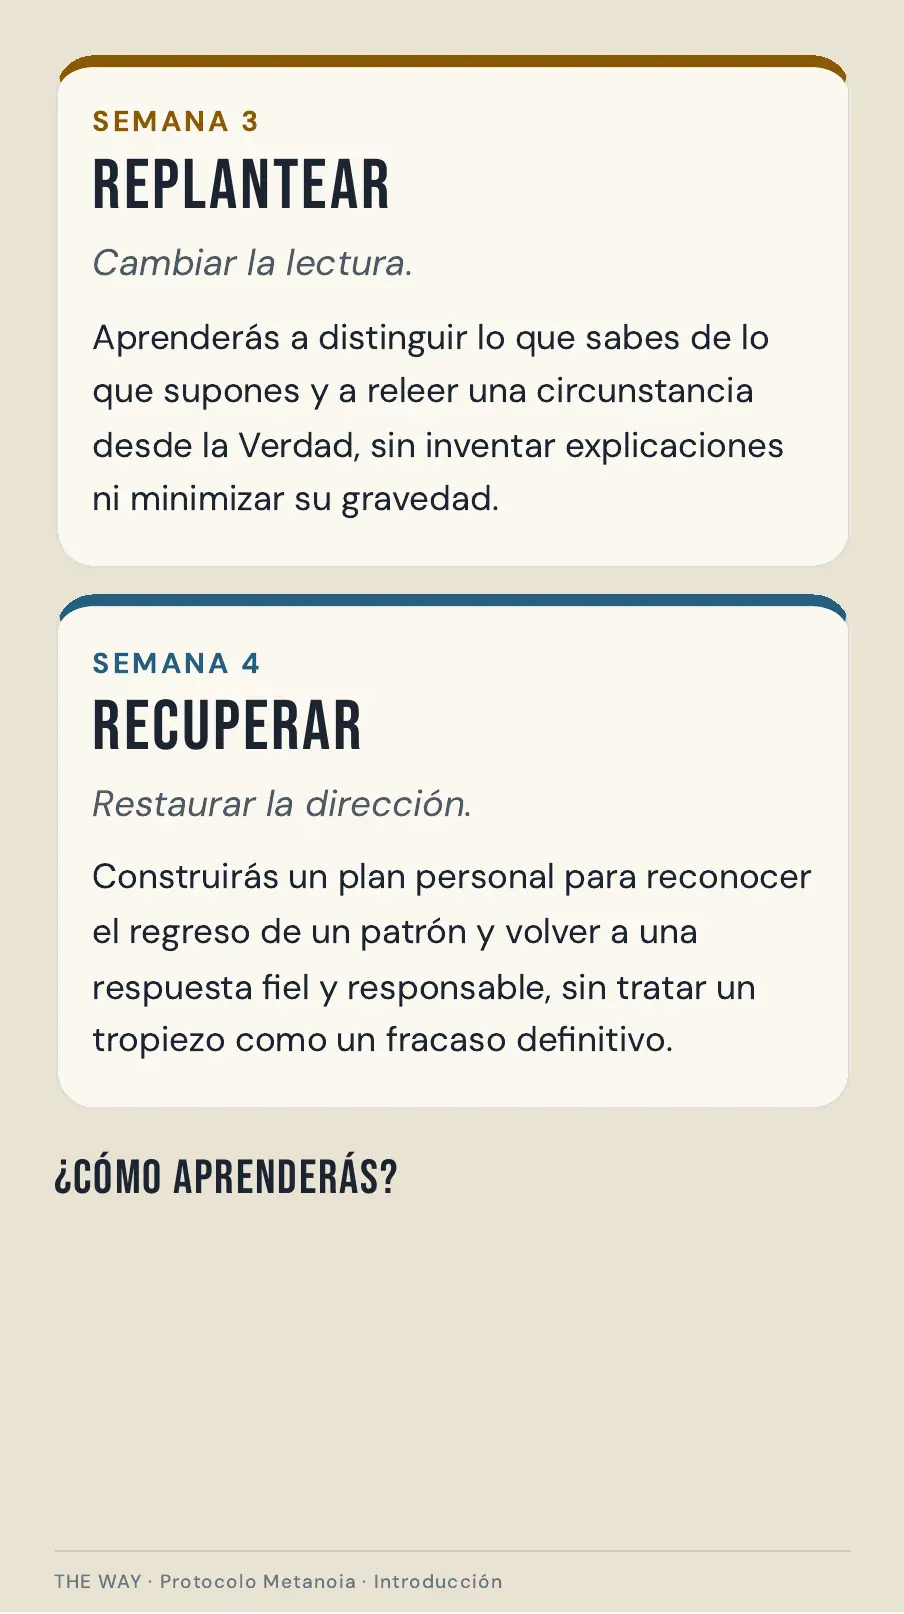 SEMANA 3
REPLANTEAR
Cambiar la lectura.
Aprenderás a distinguir lo que sabes de lo
que supones y a releer una circunstancia
desde la Verdad, sin inventar explicaciones
ni minimizar su gravedad.
SEMANA 4
RECUPERAR
Restaurar la dirección.
Construirás un plan personal para reconocer
el regreso de un patrón y volver a una
respuesta fiel y responsable, sin tratar un
tropiezo como un fracaso definitivo.
¿CÓMO APRENDERÁS?
THE WAY · Protocolo Metanoia · Introducción